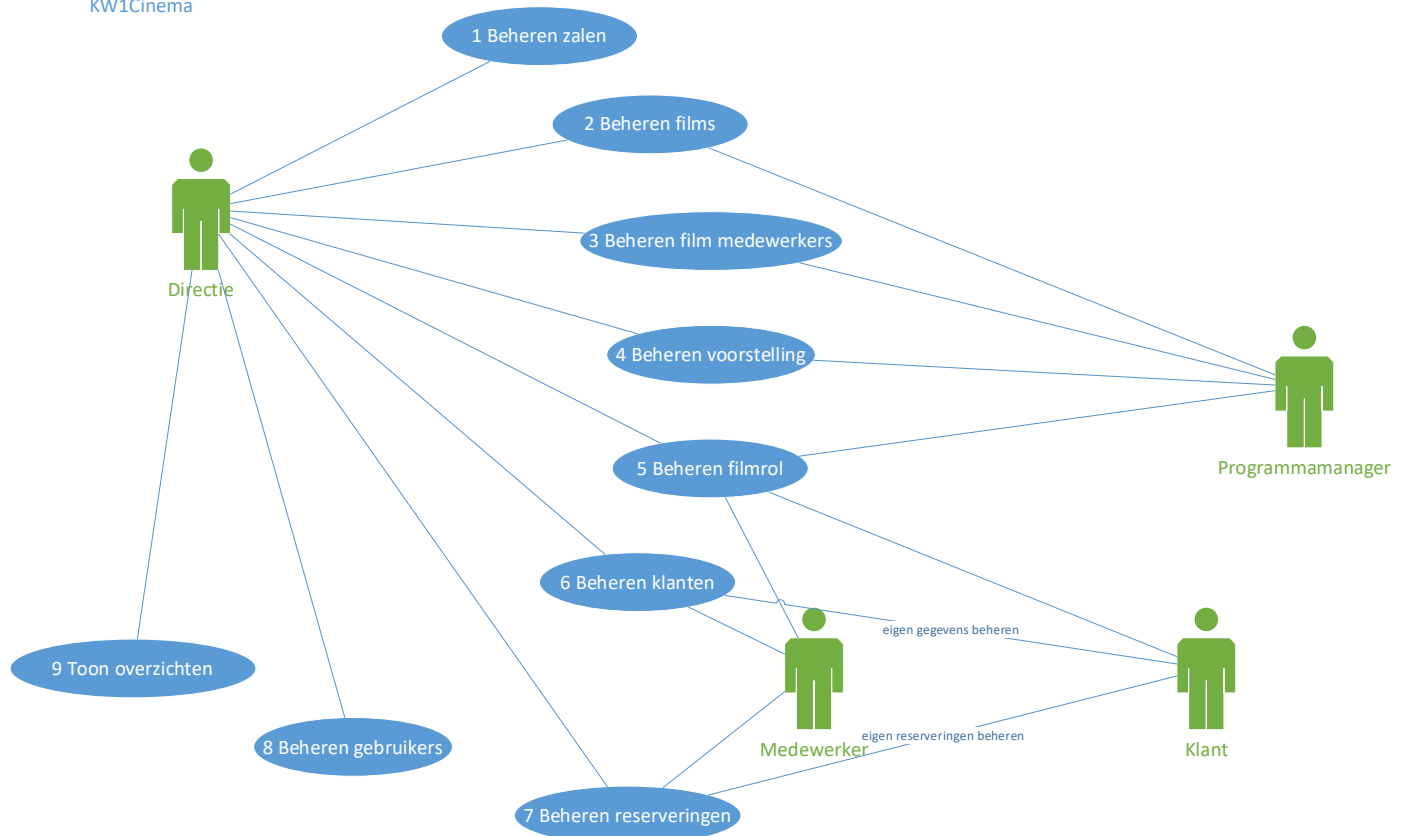 KW1Cinema
1 Beheren zalen
2 Beheren films
3 Beheren film medewerkers
Directie
4 Beheren voorstelling
5 Beheren filmrol
Programmamanager
6 Beheren klanten
eigen gegevens beheren
9 Toon overzichten
eigen reserveringen beheren
8 Beheren gebruikers
Medewerker
Klant
7 Beheren reserveringen